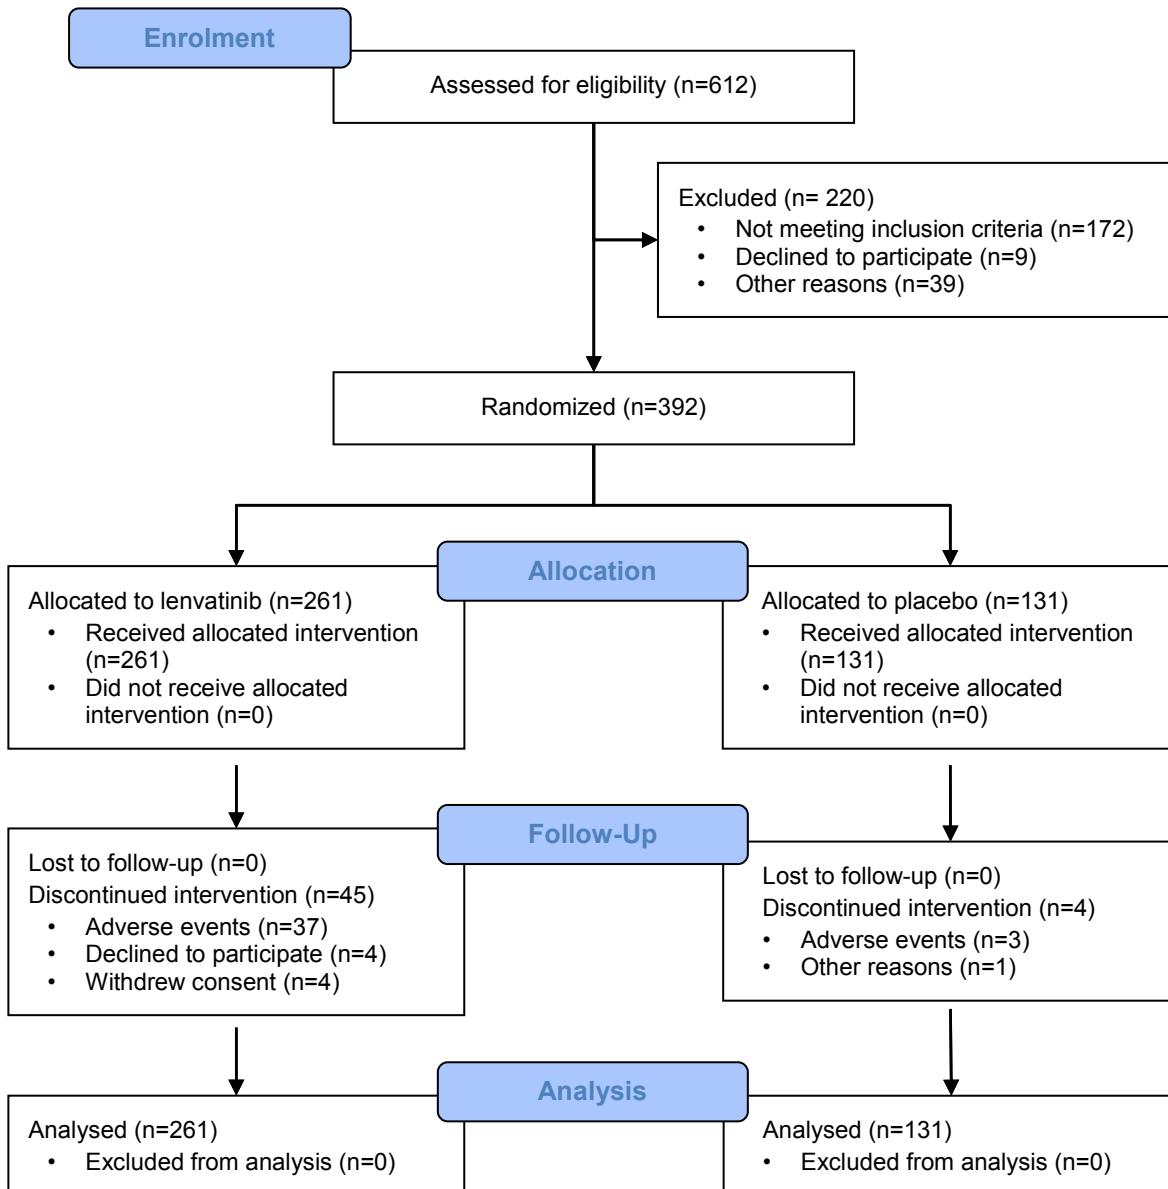 Enrolment
Assessed for eligibility (n=612)
Excluded (n= 220)
• Not meeting inclusion criteria (n=172)
• Declined to participate (n=9)
• Other reasons (n=39)
Randomized (n=392)
Allocation
Allocated to lenvatinib (n=261)
• Received allocated intervention
(n=261)
• Did not receive allocated
intervention (n=0)
Allocated to placebo (n=131)
• Received allocated intervention
(n=131)
• Did not receive allocated
intervention (n=0)
Follow-Up
Lost to follow-up (n=0)
Discontinued intervention (n=45)
• Adverse events (n=37)
• Declined to participate (n=4)
• Withdrew consent (n=4)
Lost to follow-up (n=0)
Discontinued intervention (n=4)
• Adverse events (n=3)
• Other reasons (n=1)
Analysis
Analysed (n=261)
• Excluded from analysis (n=0)
Analysed (n=131)
• Excluded from analysis (n=0)